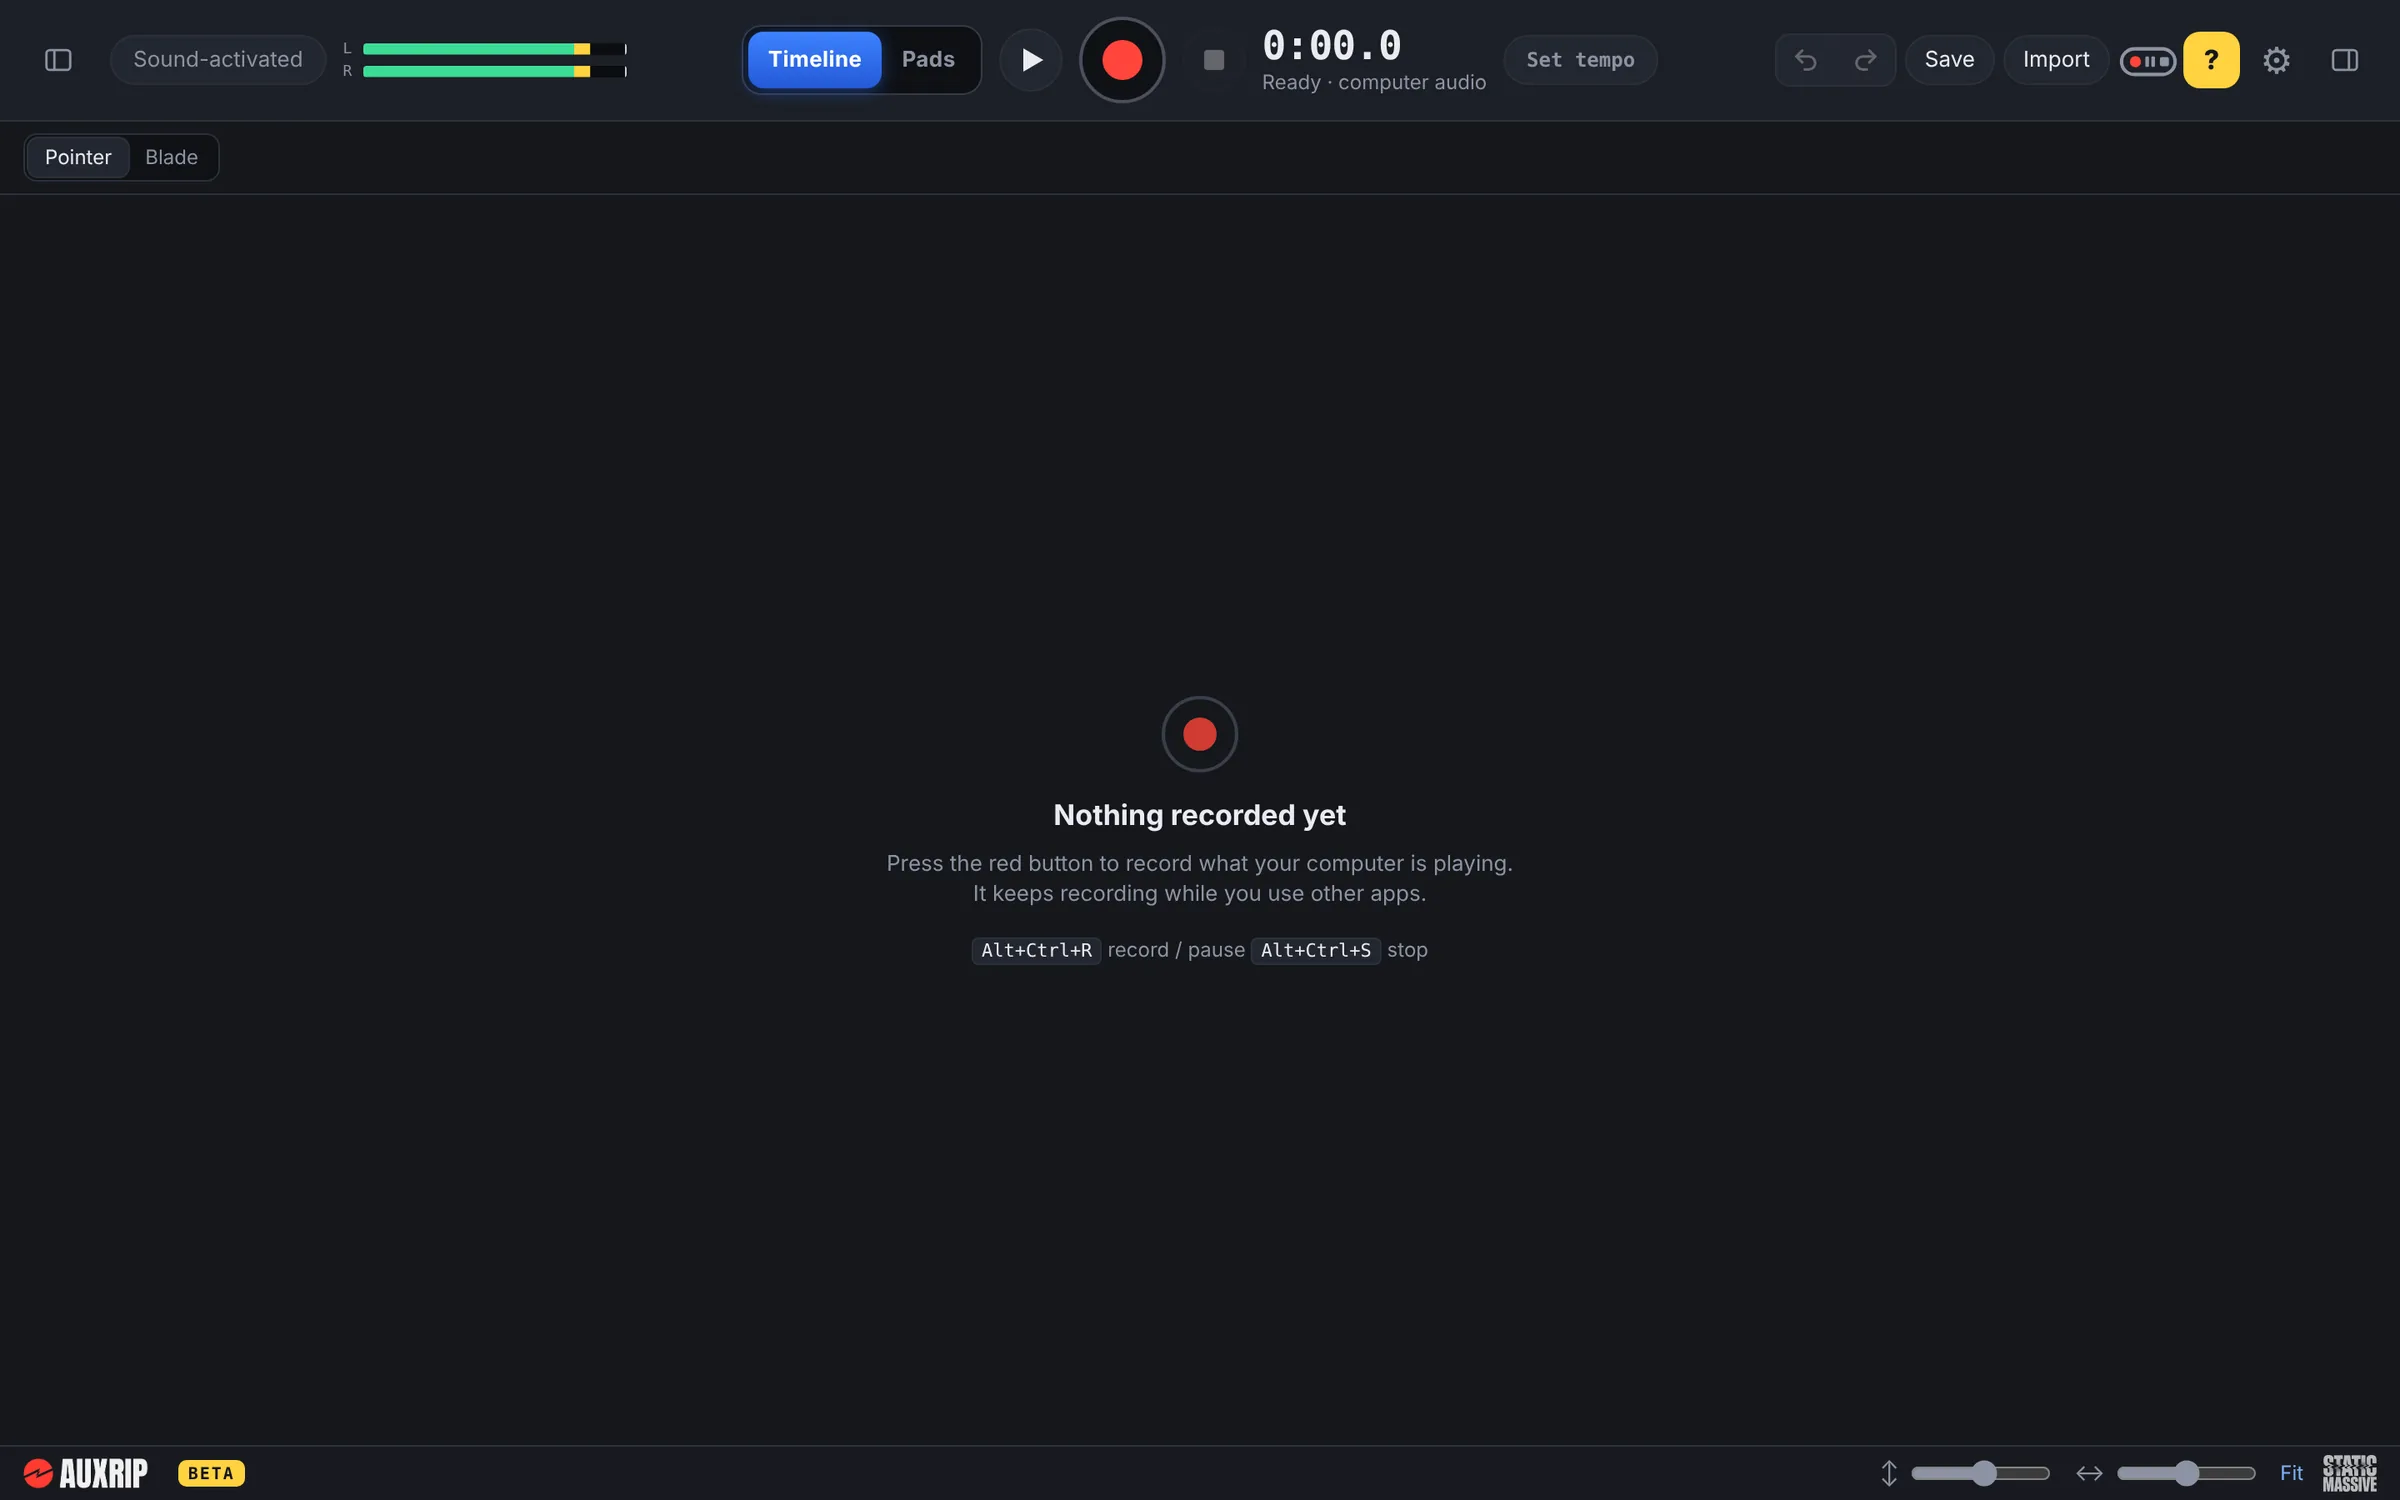 Sound-activated
L
R
Timeline
Pads
0:00.0
Ready · computer audio
Set tempo
Save
Import
?
Pointer
Blade
Nothing recorded yet
Press the red button to record what your computer is playing.
It keeps recording while you use other apps.
Alt+Ctrl+R record / pause Alt+Ctrl+S stop
AUXRIP
BETA
Fit
STATIC
MASSIVE